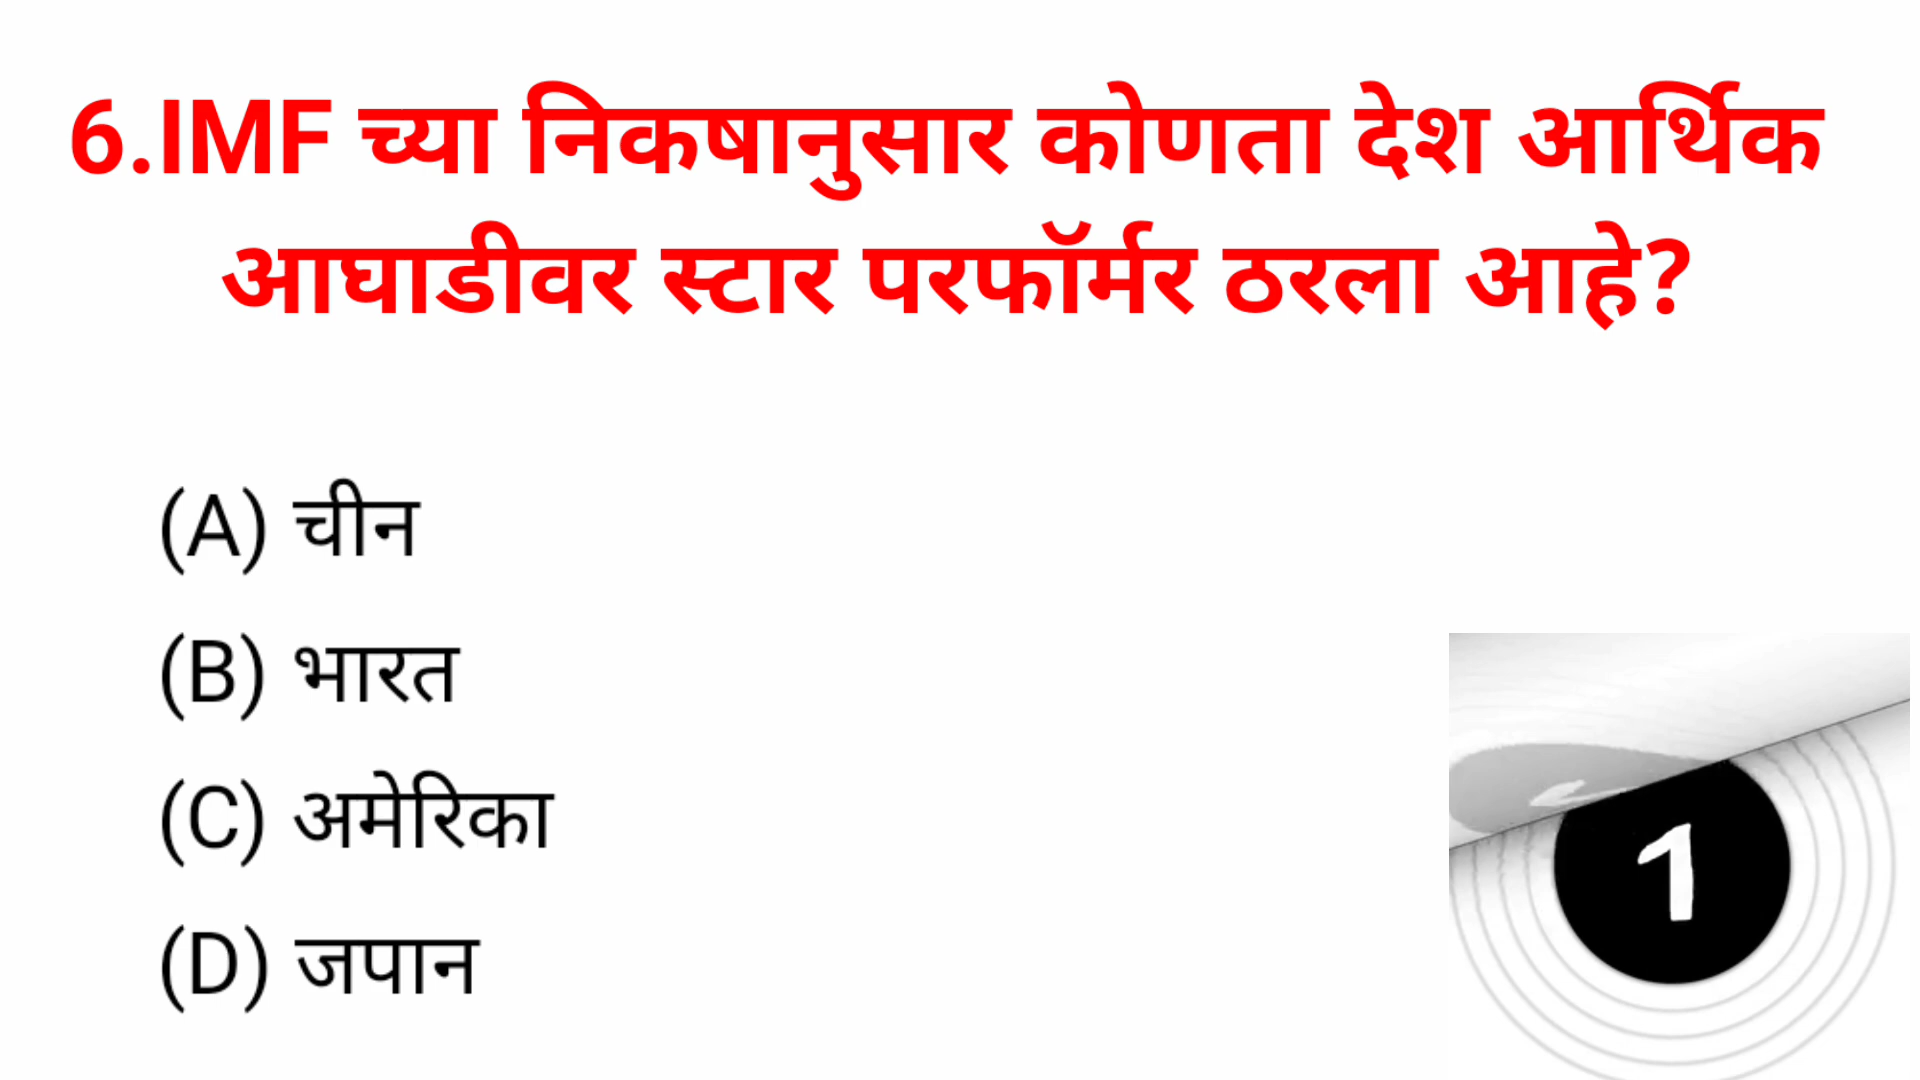 6.IMF च्या निकषानुसार कोणता देश आर्थिक
आघाडीवर स्टार परफॉर्मर ठरला आहे?
(A) चीन
(B) भारत
(C) अमेरिका
(D) जपान
1